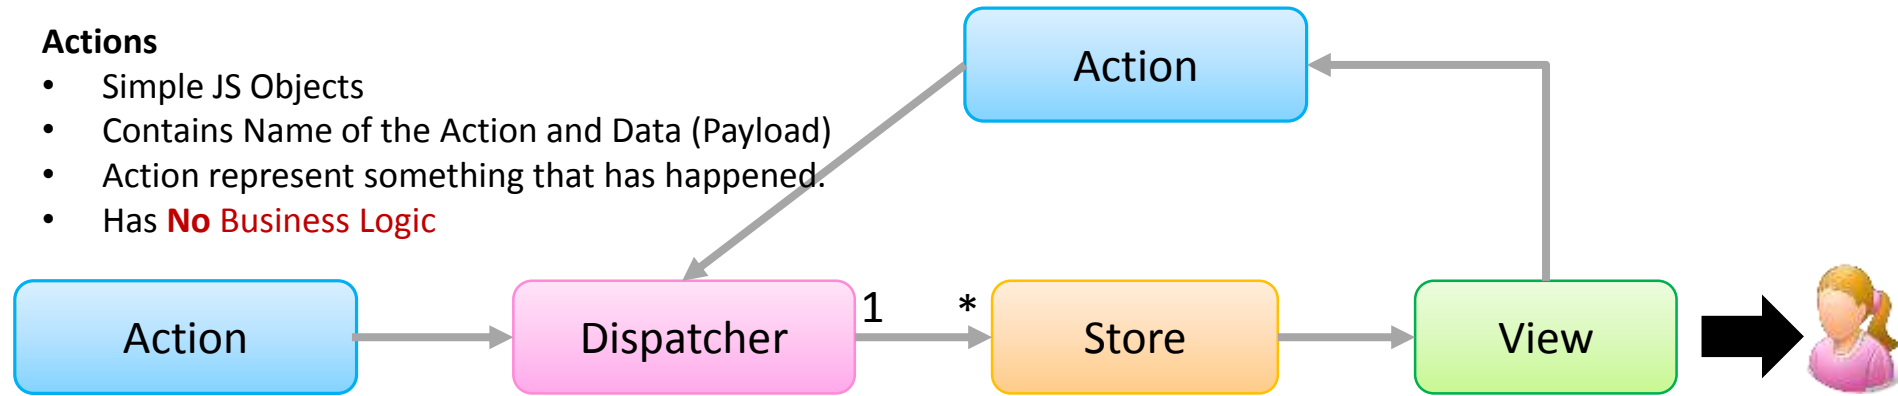 Actions
• Simple JS Objects
• Contains Name of the Action and Data (Payload)
• Action represent something that has happened.
• Has No Business Logic
Action
Action
Dispatcher
1
*
Store
View